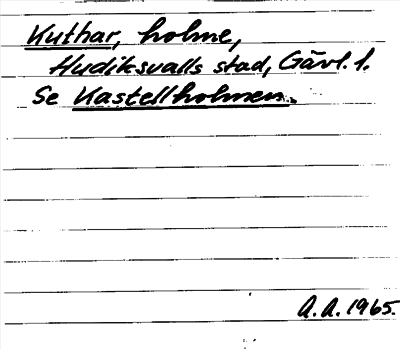 Kuthar, holme,
Hudiksvalls stad, Gävl. l.
Se Kastellholmen.
A.A. 1965.